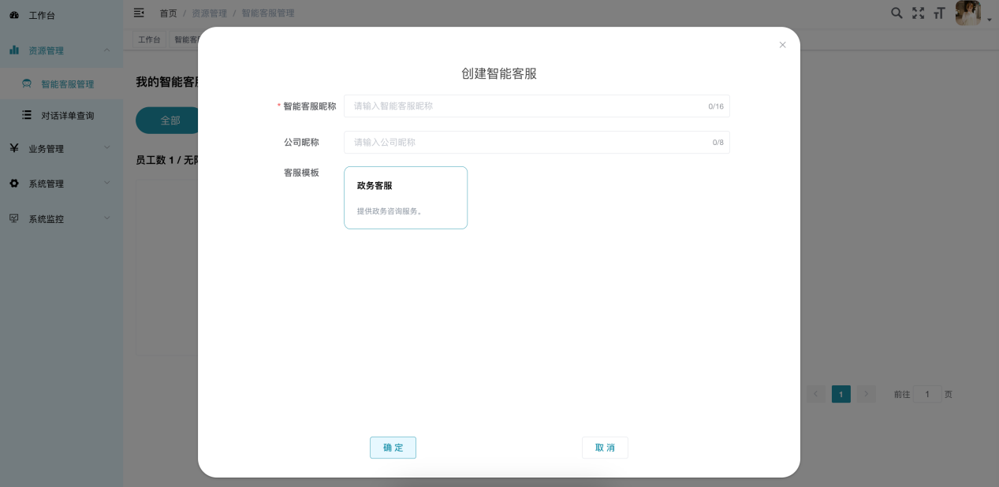 工作台
资源管理
智能客服管理
对话详单查询
业务管理
系统管理
系统监控
首页 / 资源管理 / 智能客服管理
工作台
智能客
我的智能客
全部
员工数 1 / 无
创建智能客服
* 智能客服昵称 请输入智能客服昵称 0/16
公司昵称 请输入公司昵称 0/8
客服模板
政务客服
提供政务咨询服务。
1 前往 1 页
确定 取消